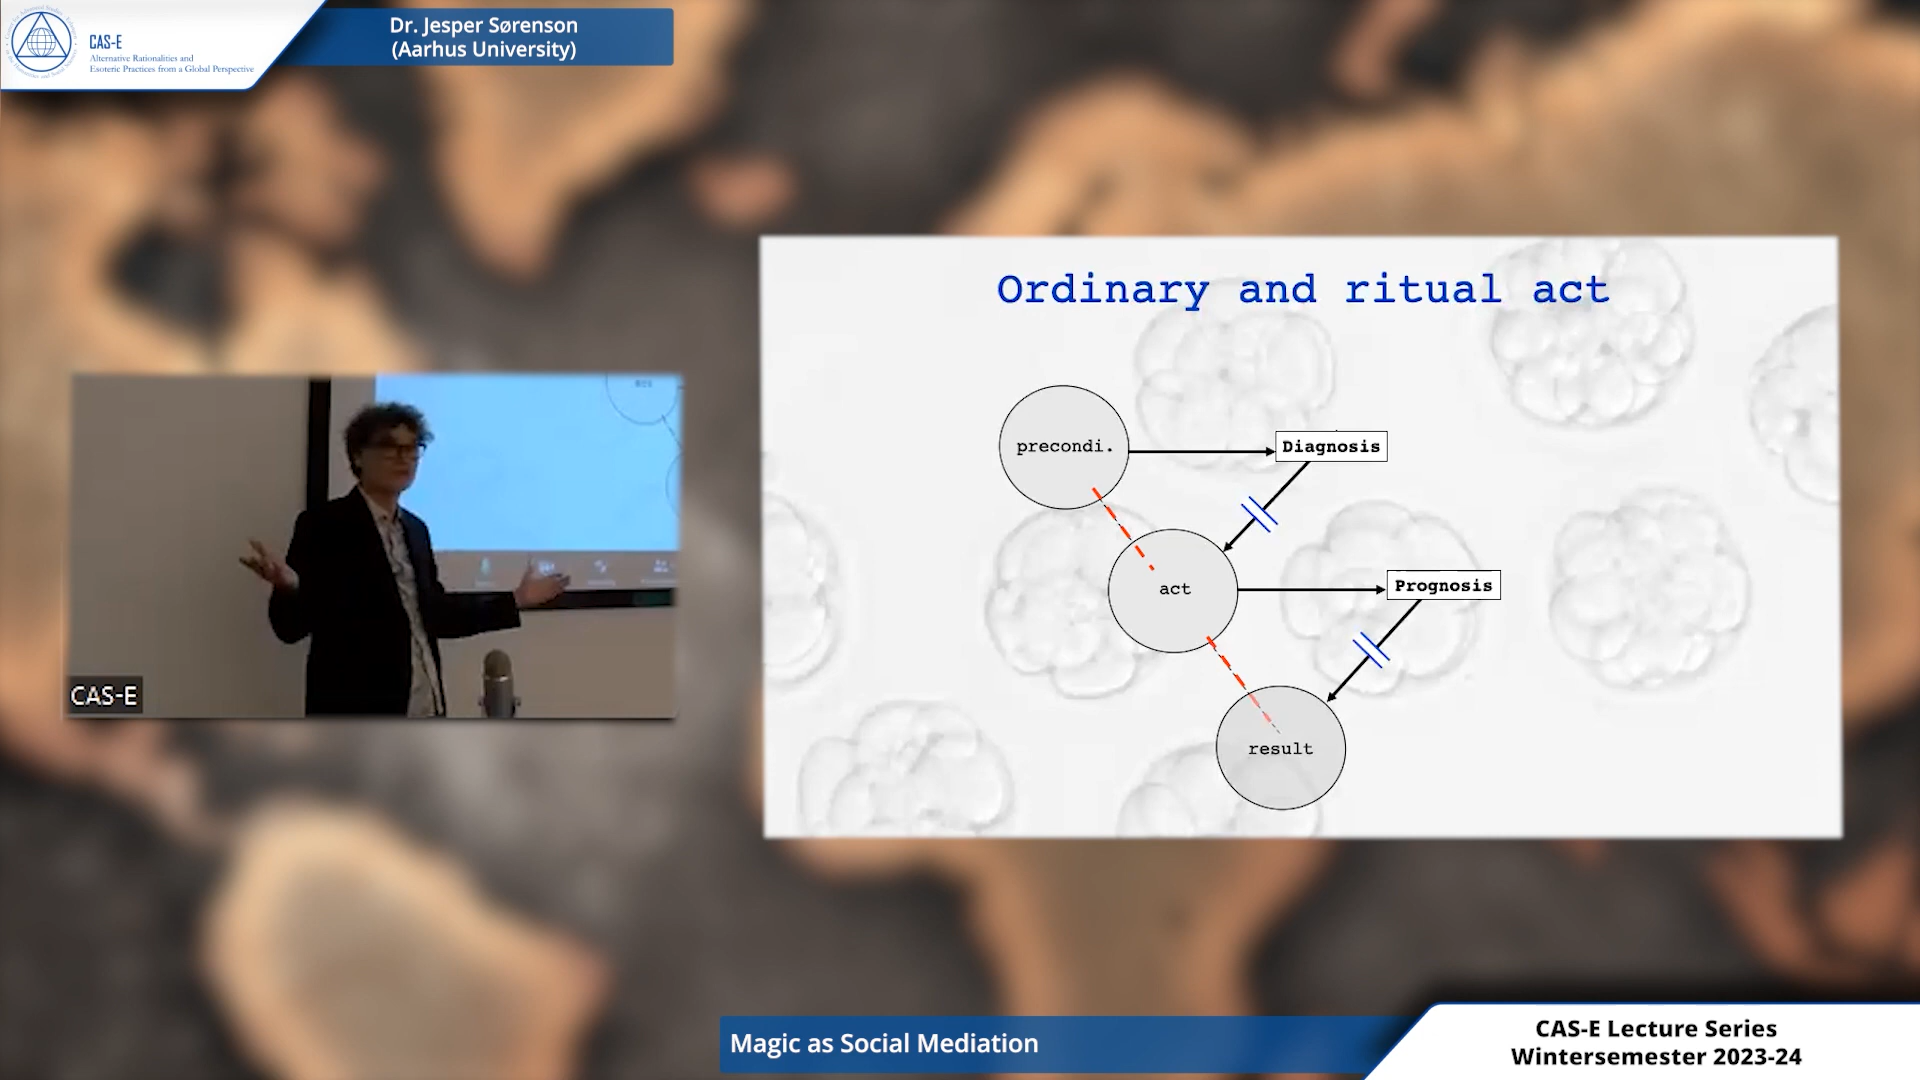 CAS-E
Alternative Rationalities and
Esoteric Practices from a Global Perspective
Dr. Jesper Sørenson
(Aarhus University)
Ordinary and ritual act
precondi.
Diagnosis
act
Prognosis
result
CAS-E
Magic as Social Mediation
CAS-E Lecture Series
Wintersemester 2023-24